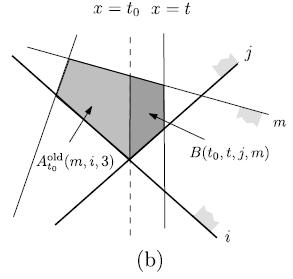 x = t₀ x = t
j
m
A_{t₀}^{old}(m, i, 3) B(t₀, t, j, m)
i
(b)